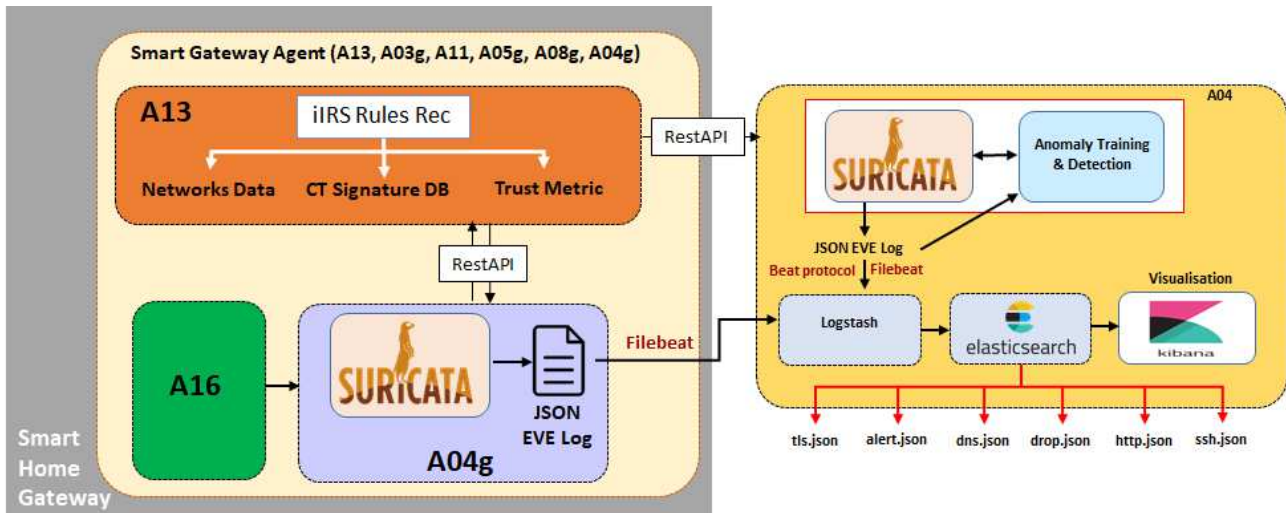 Smart Gateway Agent (A13, A03g, A11, A05g, A08g, A04g)
A13
iIRS Rules Rec
Networks Data
CT Signature DB
Trust Metric
RestAPI
RestAPI
A16
SURICATA
JSON
EVE Log
A04g
Filebeat
Smart
Home
Gateway
A04
SURICATA
Anomaly Training
& Detection
JSON EVE Log
Beat protocol
Filebeat
Logstash
elasticsearch
Visualisation
kibana
tls.json
alert.json
dns.json
drop.json
http.json
ssh.json